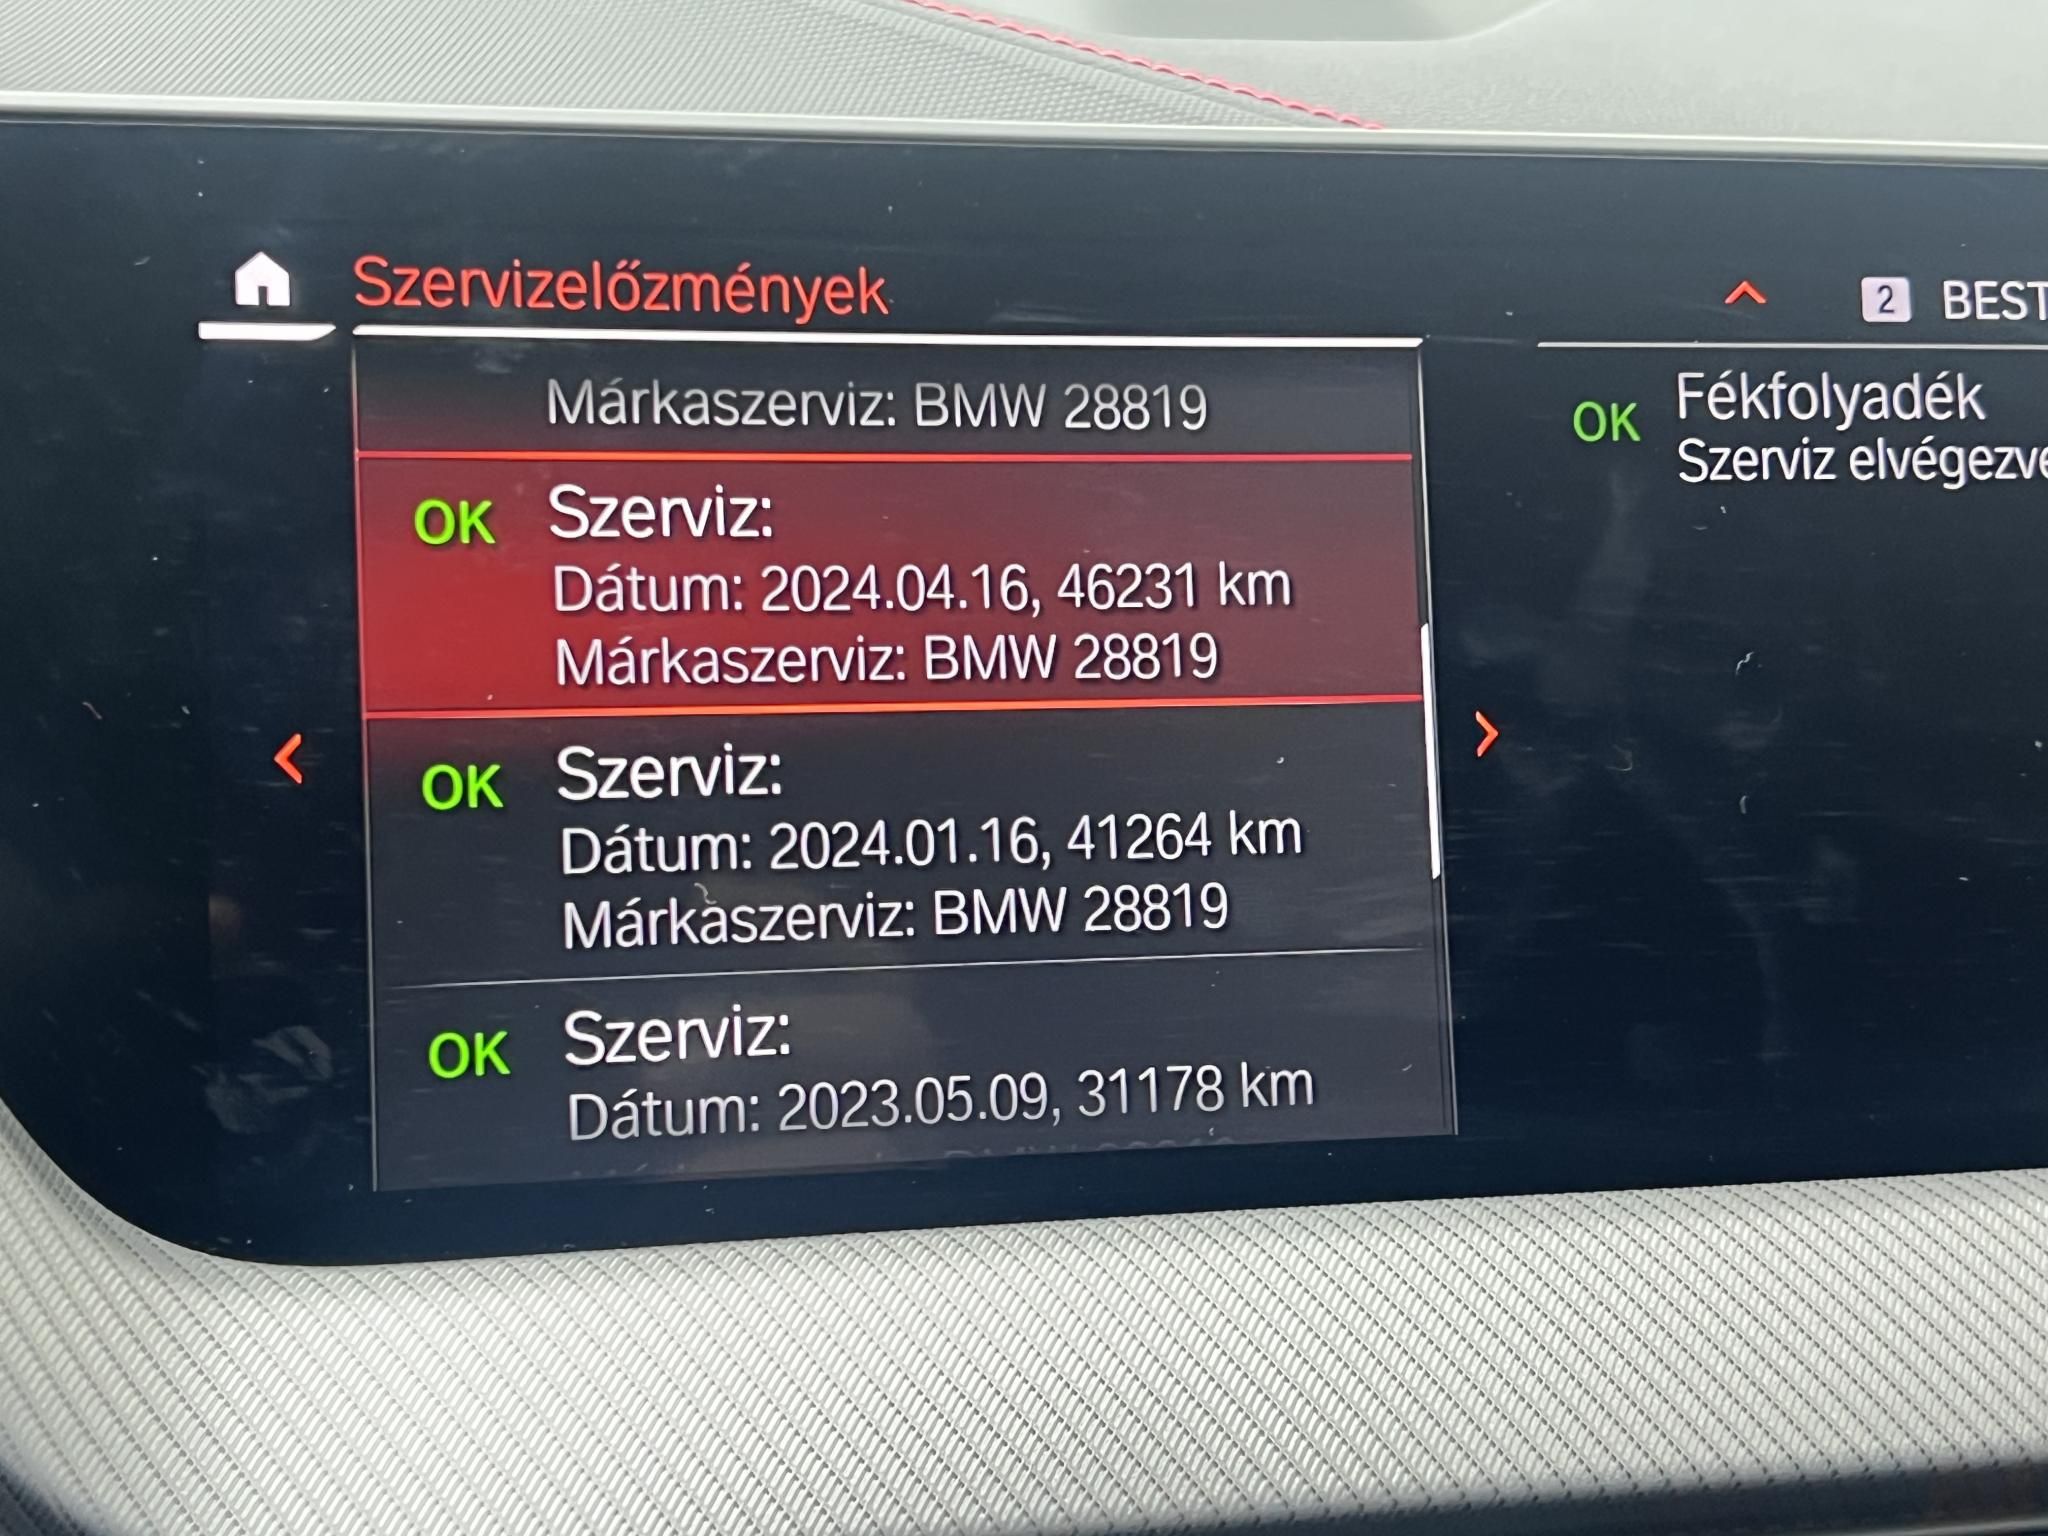 Szervizelőzmények
Márkaszerviz: BMW 28819
OK Szerviz:
Dátum: 2024.04.16, 46231 km
Márkaszerviz: BMW 28819
OK Szerviz:
Dátum: 2024.01.16, 41264 km
Márkaszerviz: BMW 28819
OK Szerviz:
Dátum: 2023.05.09, 31178 km
2 BEST
OK Fékfolyadék
Szerviz elvégezve